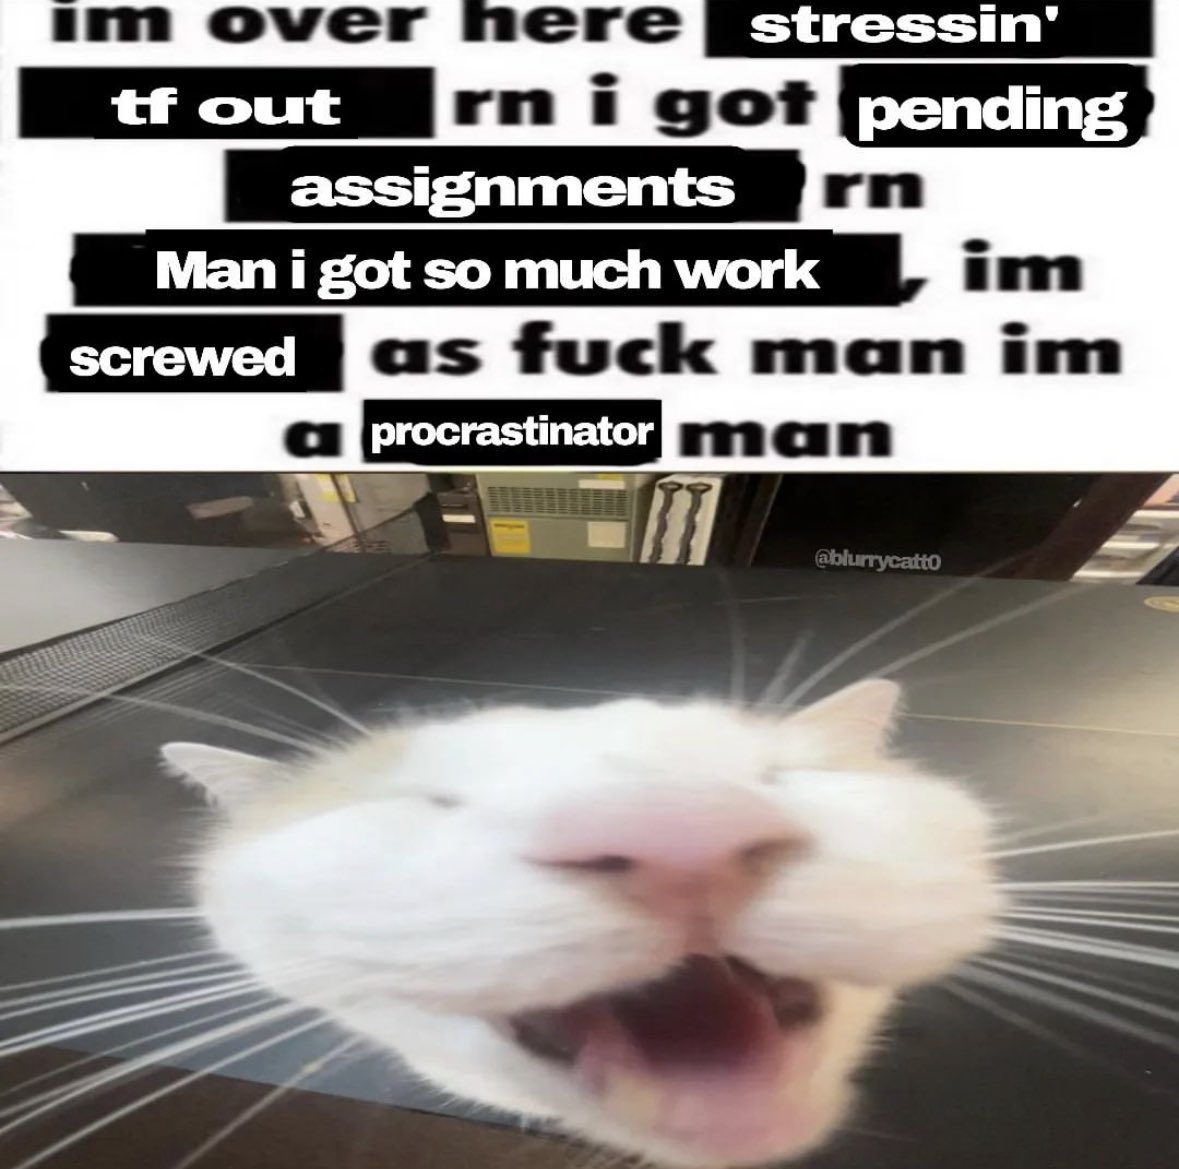 im over here stressin'
tf out rn i got pending
assignments rn
Man i got so much work, im
screwed as fuck man im
a procrastinator man
@blurrycatt0